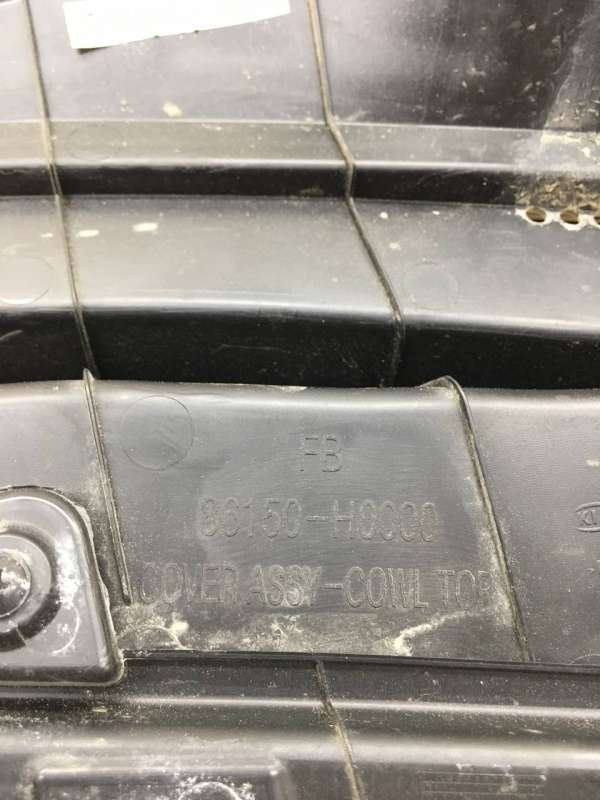 FB
86150-H0000
COVER ASSY-COWL TOP